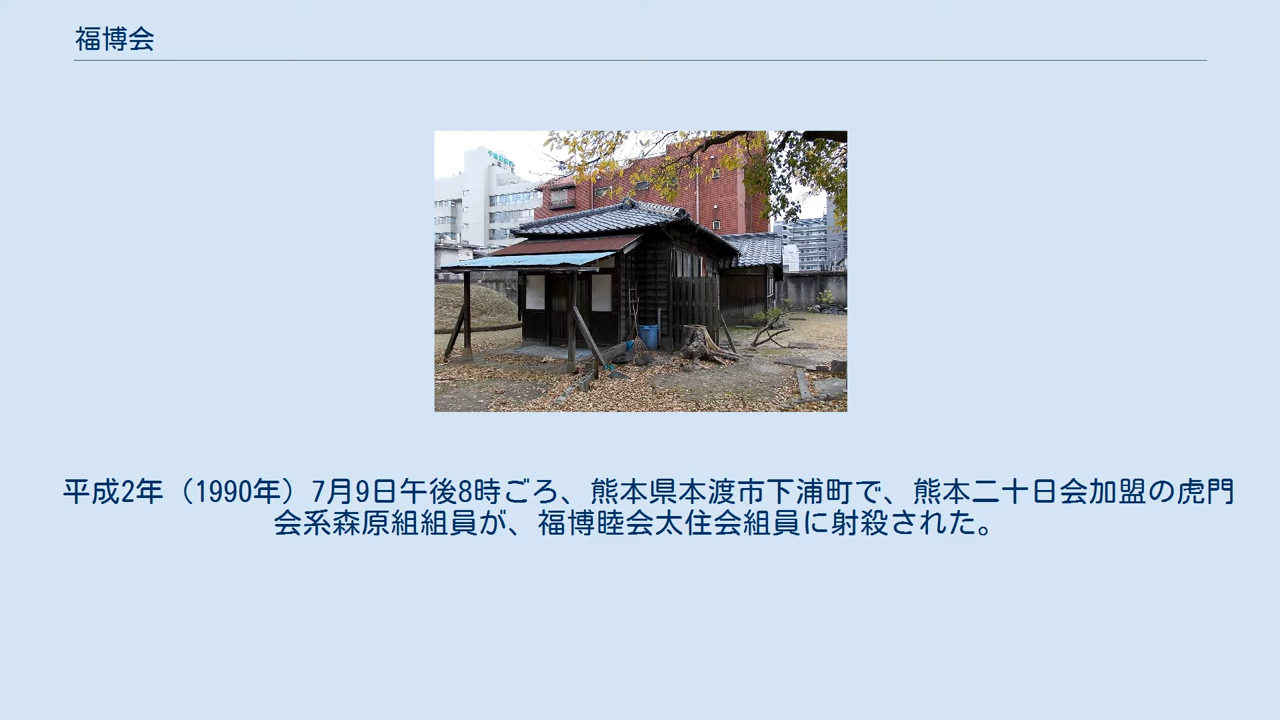 福博会
平成2年（1990年）7月9日午後8時ごろ、熊本県本渡市下浦町で、熊本二十日会加盟の虎門
会系森原組組員が、福博睦会太住会組員に射殺された。